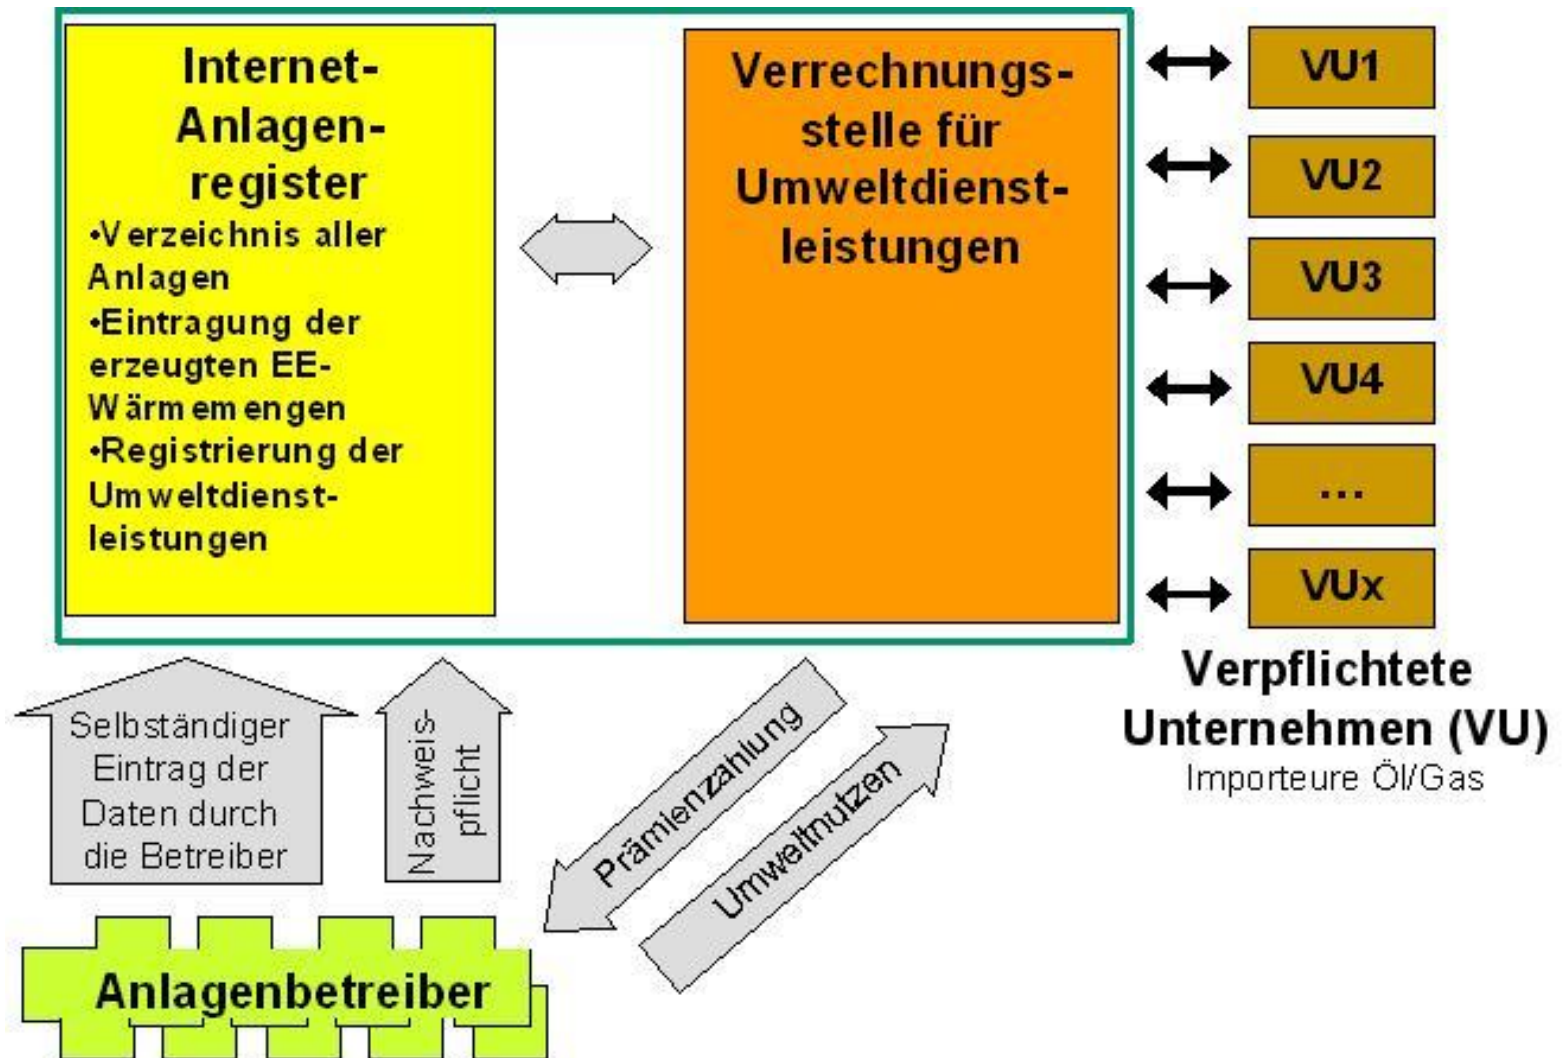 Internet-
Anlagen-
register
•Verzeichnis aller
Anlagen
•Eintragung der
erzeugten EE-
Wärmemengen
•Registrierung der
Umweltdienst-
leistungen
Verrechnungs-
stelle für
Umweltdienst-
leistungen
VU1
VU2
VU3
VU4
...
VUx
Verpflichtete
Unternehmen (VU)
Importeure Öl/Gas
Selbständiger
Eintrag der
Daten durch
die Betreiber
Nachweis-
pflicht
Prämienzahlung
Umweltnutzen
Anlagenbetreiber